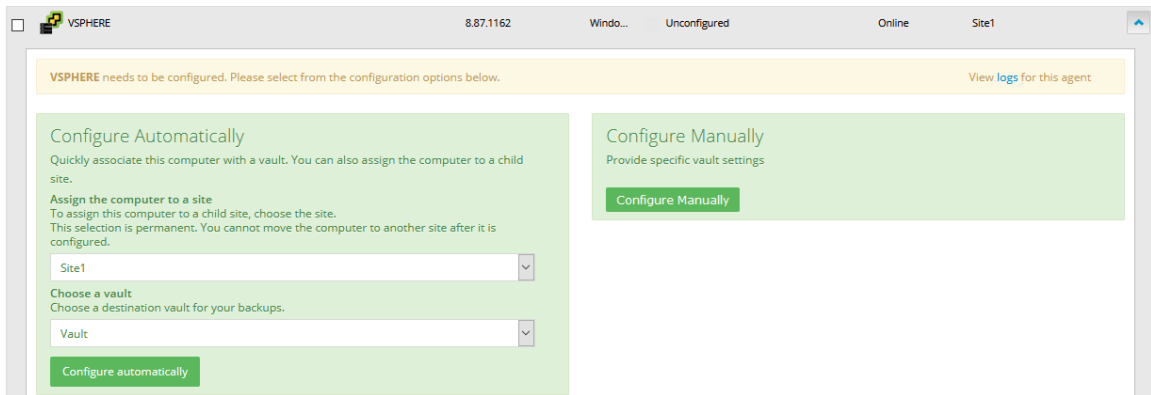 VSPHERE 8.87.1162 Windo... Unconfigured Online Site1
VSPHERE needs to be configured. Please select from the configuration options below. View logs for this agent
Configure Automatically
Quickly associate this computer with a vault. You can also assign the computer to a child
site.
Assign the computer to a site
To assign this computer to a child site, choose the site.
This selection is permanent. You cannot move the computer to another site after it is
configured.
Site1
Choose a vault
Choose a destination vault for your backups.
Vault
Configure automatically
Configure Manually
Provide specific vault settings
Configure Manually